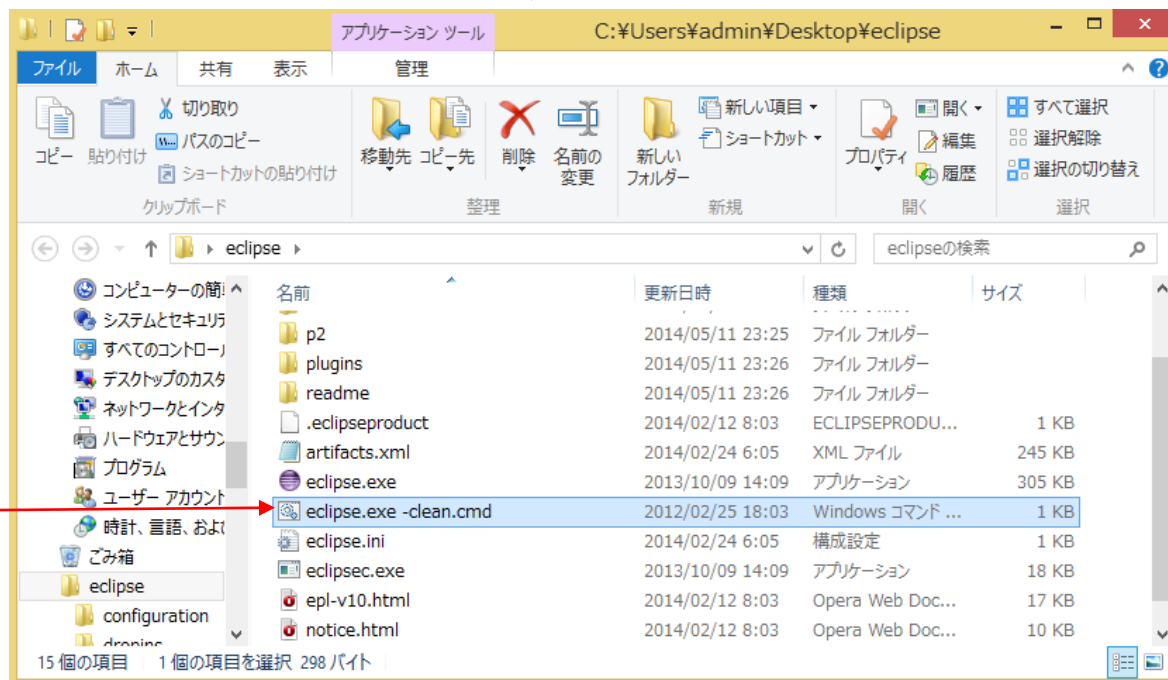 アプリケーション ツール
C:¥Users¥admin¥Desktop¥eclipse
ファイル ホーム 共有 表示 管理
コピー 貼り付け
切り取り
パスのコピー
ショートカットの貼り付け
クリップボード
移動先 コピー先 削除 名前の変更
整理
新しいフォルダー
新しい項目
ショートカット
新規
プロパティ
開く
編集
履歴
開く
すべて選択
選択解除
選択の切り替え
選択
eclipse
eclipseの検索
コンピューターの簡
システムとセキュリテ
すべてのコントロール
デスクトップのカスタ
ネットワークとインタ
ハードウェアとサウン
プログラム
ユーザー アカウント
時計、言語、およ
ごみ箱
eclipse
configuration
dropins
名前 更新日時 種類 サイズ
p2 2014/05/11 23:25 ファイル フォルダー
plugins 2014/05/11 23:26 ファイル フォルダー
readme 2014/05/11 23:26 ファイル フォルダー
.eclipseproduct 2014/02/12 8:03 ECLIPSEPRODU... 1 KB
artifacts.xml 2014/02/24 6:05 XML ファイル 245 KB
eclipse.exe 2013/10/09 14:09 アプリケーション 305 KB
eclipse.exe -clean.cmd 2012/02/25 18:03 Windows コマンド ... 1 KB
eclipse.ini 2014/02/24 6:05 構成設定 1 KB
eclipsec.exe 2013/10/09 14:09 アプリケーション 18 KB
epl-v10.html 2014/02/12 8:03 Opera Web Doc... 17 KB
notice.html 2014/02/12 8:03 Opera Web Doc... 10 KB
15 個の項目 1 個の項目を選択 298 バイト